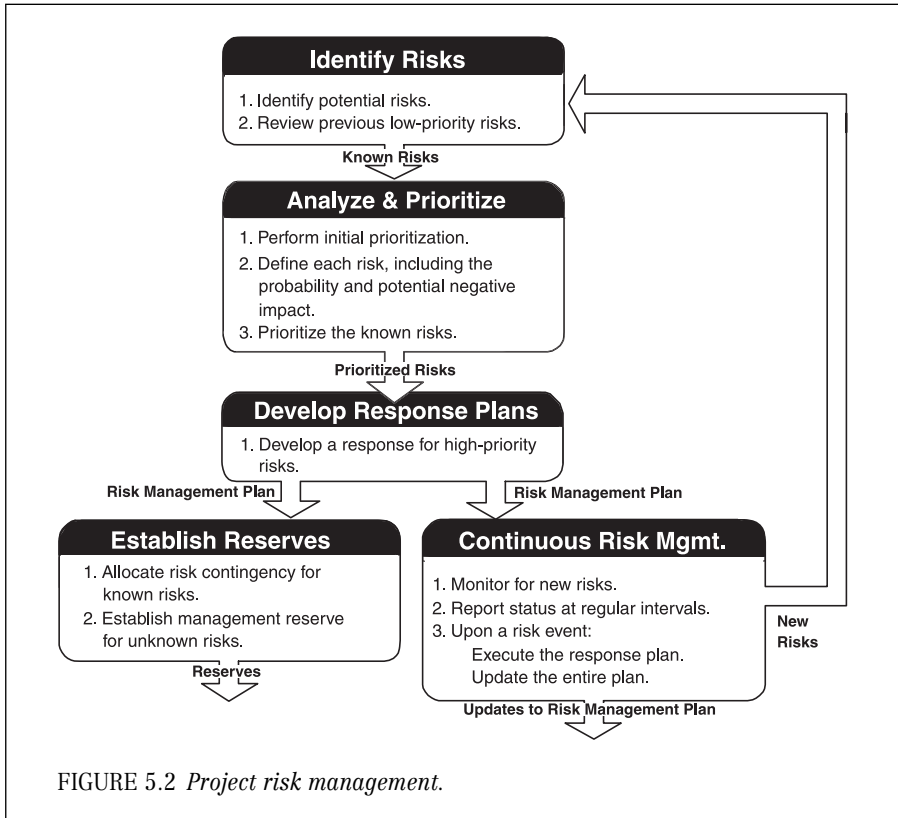 Identify Risks
1. Identify potential risks.
2. Review previous low-priority risks.
Known Risks
Analyze & Prioritize
1. Perform initial prioritization.
2. Define each risk, including the
probability and potential negative
impact.
3. Prioritize the known risks.
Prioritized Risks
Develop Response Plans
1. Develop a response for high-priority
risks.
Risk Management Plan
Risk Management Plan
Establish Reserves
1. Allocate risk contingency for
known risks.
2. Establish management reserve
for unknown risks.
Reserves
Continuous Risk Mgmt.
1. Monitor for new risks.
2. Report status at regular intervals.
3. Upon a risk event:
Execute the response plan.
Update the entire plan.
New
Risks
Updates to Risk Management Plan
FIGURE 5.2 Project risk management.